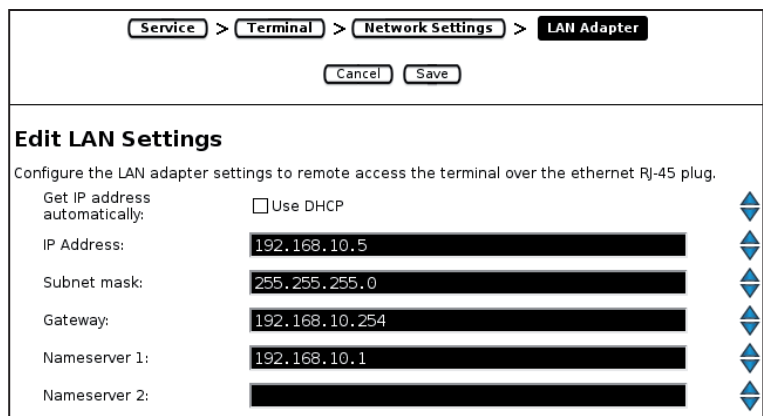 Service > Terminal > Network Settings > LAN Adapter
Cancel Save
Edit LAN Settings
Configure the LAN adapter settings to remote access the terminal over the ethernet RJ-45 plug.
Get IP address
automatically:
Use DHCP
IP Address: 192.168.10.5
Subnet mask: 255.255.255.0
Gateway: 192.168.10.254
Nameserver 1: 192.168.10.1
Nameserver 2: